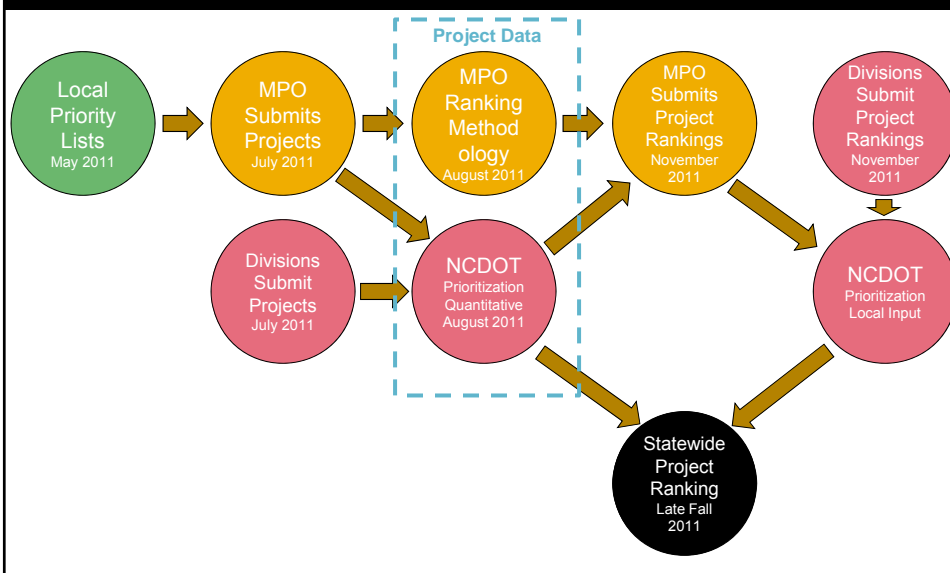 Project Data
Local
Priority
Lists
May 2011
MPO
Submits
Projects
July 2011
MPO
Ranking
Method
ology
August 2011
MPO
Submits
Project
Rankings
November
2011
Divisions
Submit
Project
Rankings
November
2011
Divisions
Submit
Projects
July 2011
NCDOT
Prioritization
Quantitative
August 2011
NCDOT
Prioritization
Local Input
Statewide
Project
Ranking
Late Fall
2011